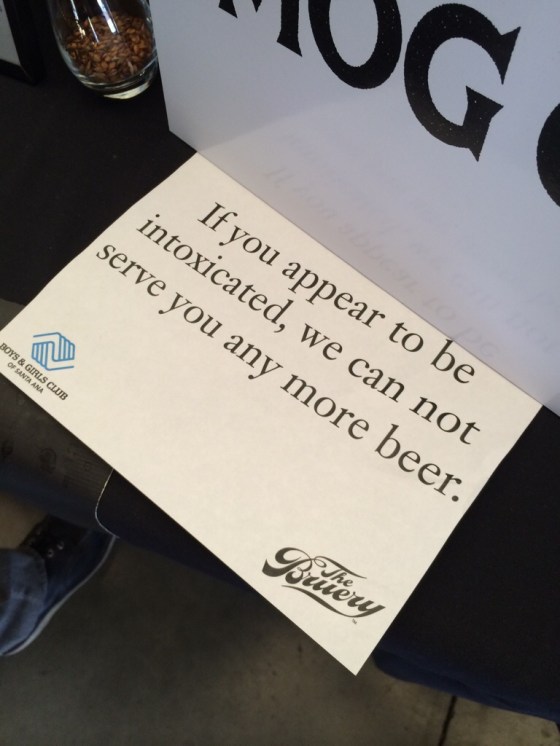 MOG
If you appear to be
intoxicated, we can not
serve you any more beer.
BOYS & GIRLS CLUB
OF SANTA ANA
The
Bruery